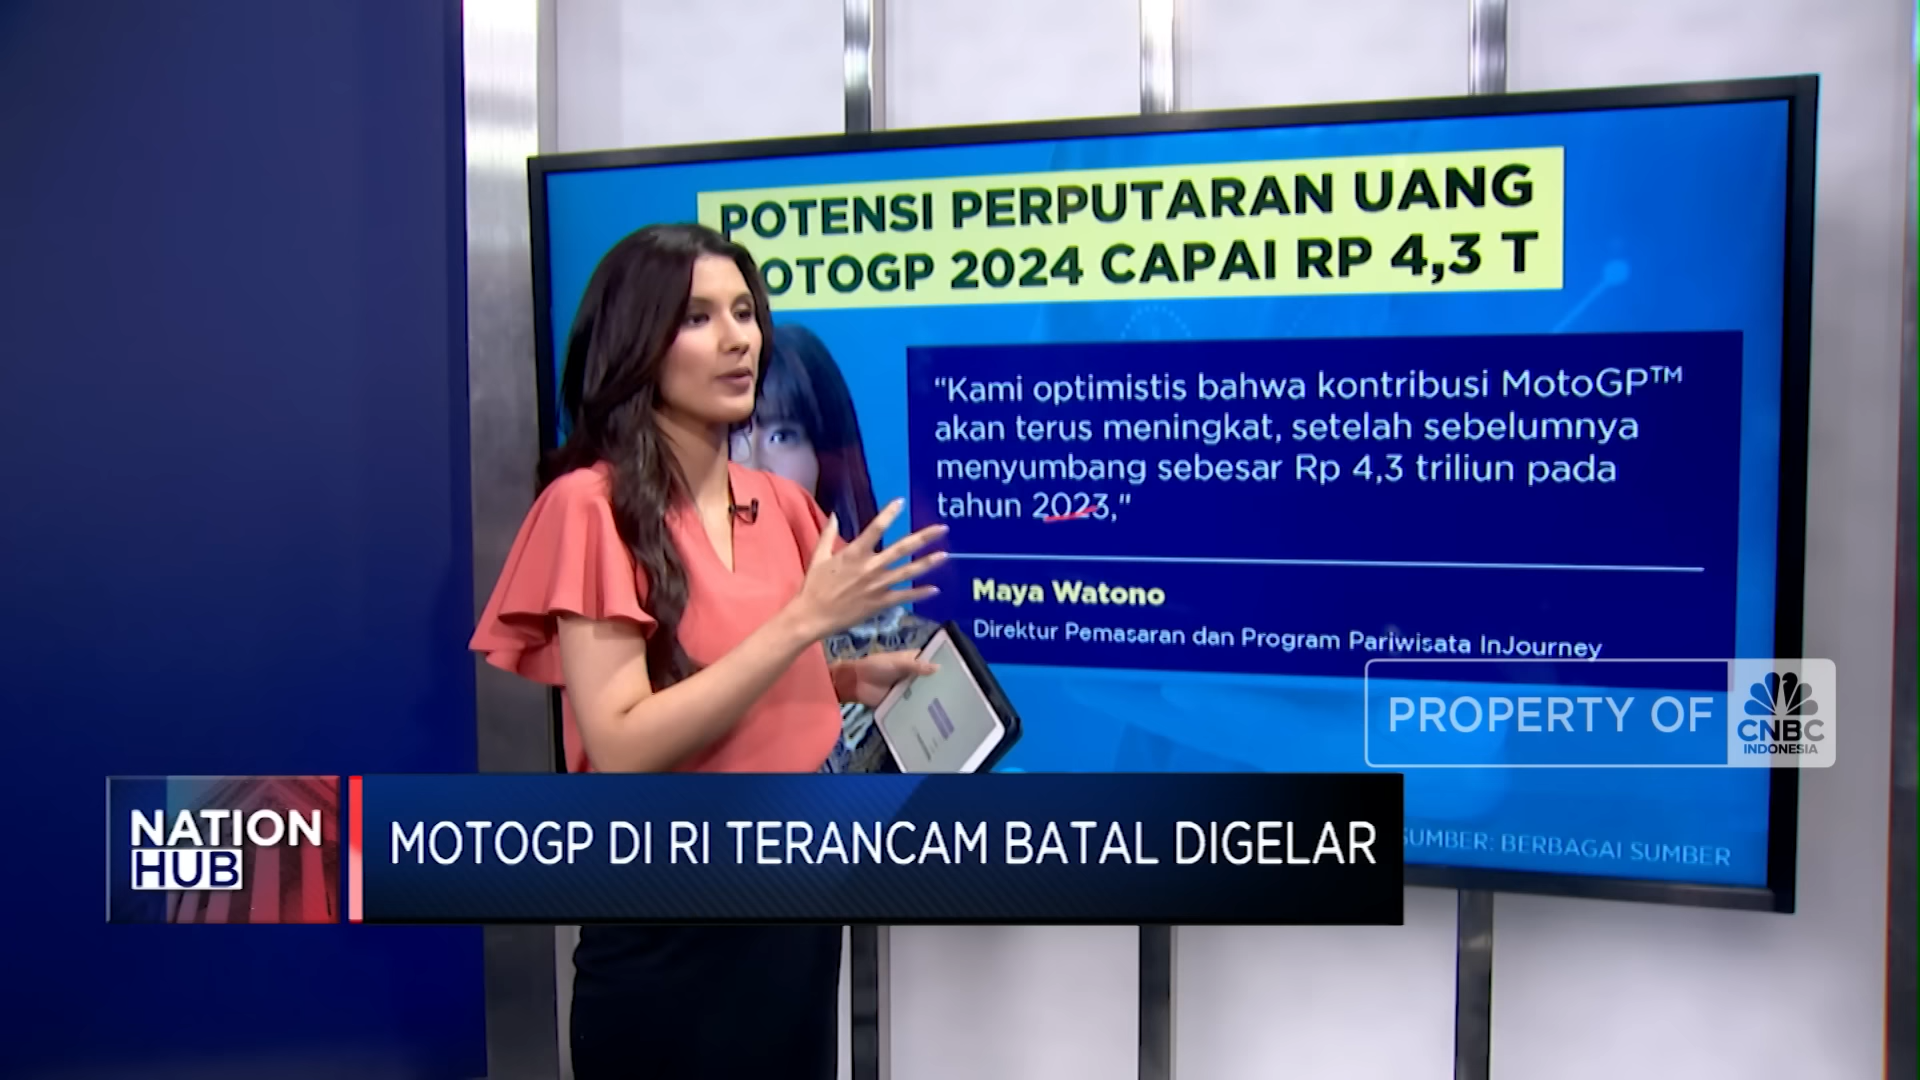 POTENSI PERPUTARAN UANG
OTOGP 2024 CAPAI RP 4,3 T
“Kami optimistis bahwa kontribusi MotoGP™
akan terus meningkat, setelah sebelumnya
menyumbang sebesar Rp 4,3 triliun pada
tahun 2023,”
Maya Watono
Direktur Pemasaran dan Program Pariwisata InJourney
PROPERTY OF
CNBC
INDONESIA
NATION
HUB
MOTOGP DI RI TERANCAM BATAL DIGELAR
SUMBER: BERBAGAI SUMBER